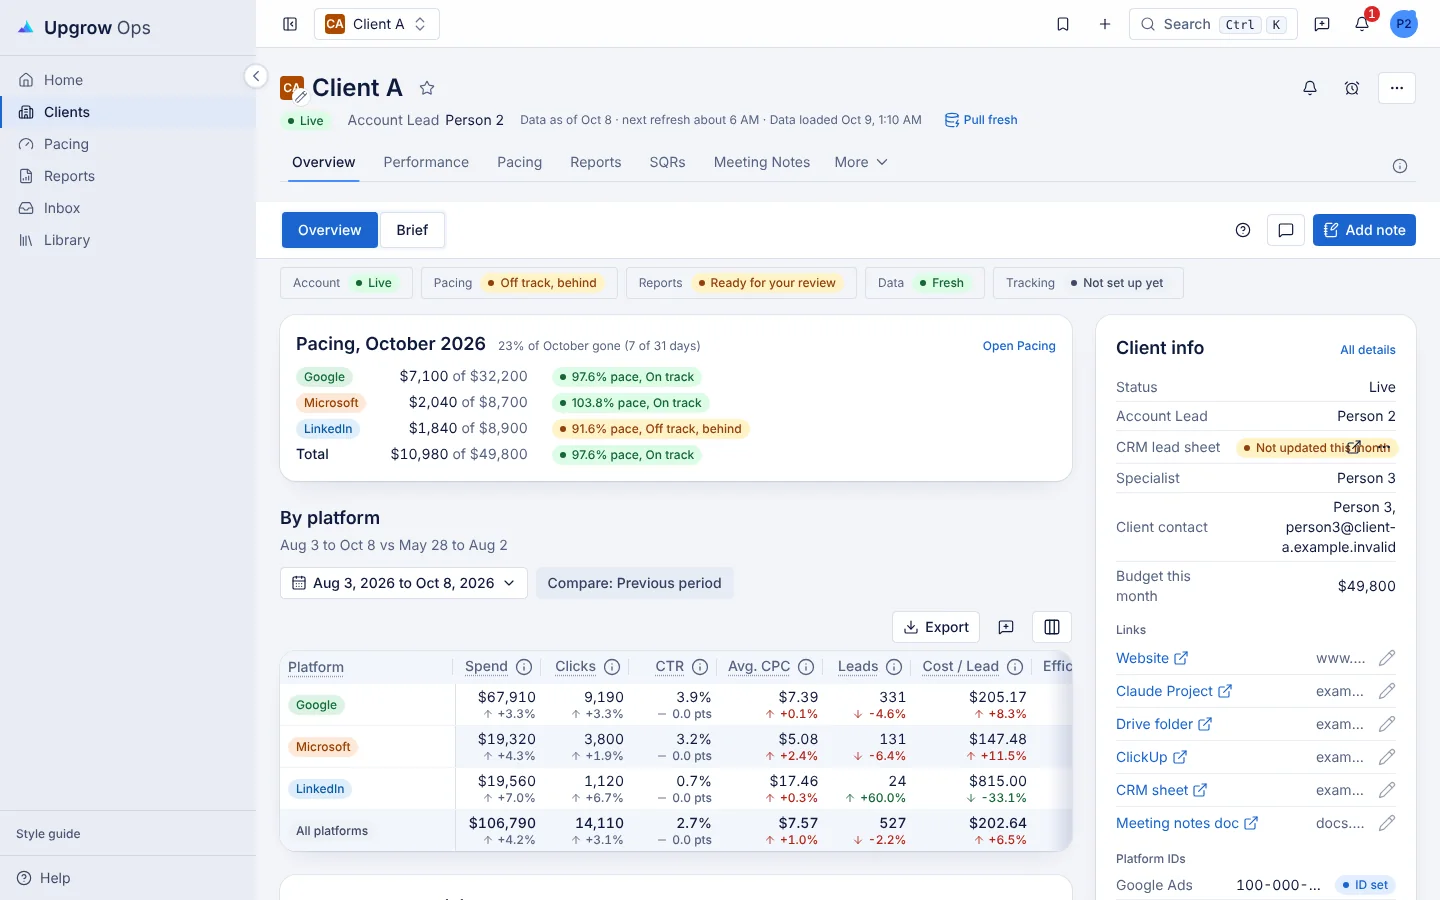 Upgrow Ops
CA Client A
Search Ctrl K
1
P2
Home
Clients
Pacing
Reports
Inbox
Library
Style guide
Help
Client A
Live
Account Lead Person 2
Data as of Oct 8 · next refresh about 6 AM · Data loaded Oct 9, 1:10 AM
Pull fresh
Overview
Performance
Pacing
Reports
SQRs
Meeting Notes
More
Overview
Brief
Add note
Account Live
Pacing Off track, behind
Reports Ready for your review
Data Fresh
Tracking Not set up yet
Pacing, October 2026 23% of October gone (7 of 31 days)
Open Pacing
Google $7,100 of $32,200 97.6% pace, On track
Microsoft $2,040 of $8,700 103.8% pace, On track
LinkedIn $1,840 of $8,900 91.6% pace, Off track, behind
Total $10,980 of $49,800 97.6% pace, On track
By platform
Aug 3 to Oct 8 vs May 28 to Aug 2
Aug 3, 2026 to Oct 8, 2026
Compare: Previous period
Export
Platform Spend Clicks CTR Avg. CPC Leads Cost / Lead Effic
Google $67,910 9,190 3.9% $7.39 331 $205.17
↑ +3.3% ↑ +3.3% — 0.0 pts ↑ +0.1% ↓ -4.6% ↑ +8.3%
Microsoft $19,320 3,800 3.2% $5.08 131 $147.48
↑ +4.3% ↑ +1.9% — 0.0 pts ↑ +2.4% ↓ -6.4% ↑ +11.5%
LinkedIn $19,560 1,120 0.7% $17.46 24 $815.00
↑ +7.0% ↑ +6.7% — 0.0 pts ↑ +0.3% ↑ +60.0% ↓ -33.1%
All platforms $106,790 14,110 2.7% $7.57 527 $202.64
↑ +4.2% ↑ +3.1% — 0.0 pts ↑ +1.0% ↓ -2.2% ↑ +6.5%
Client info
All details
Status Live
Account Lead Person 2
CRM lead sheet Not updated this month
Specialist Person 3
Client contact Person 3,
person3@client-
a.example.invalid
Budget this
month $49,800
Links
Website www....
Claude Project exam...
Drive folder exam...
ClickUp exam...
CRM sheet exam...
Meeting notes doc docs....
Platform IDs
Google Ads 100-000-... ID set